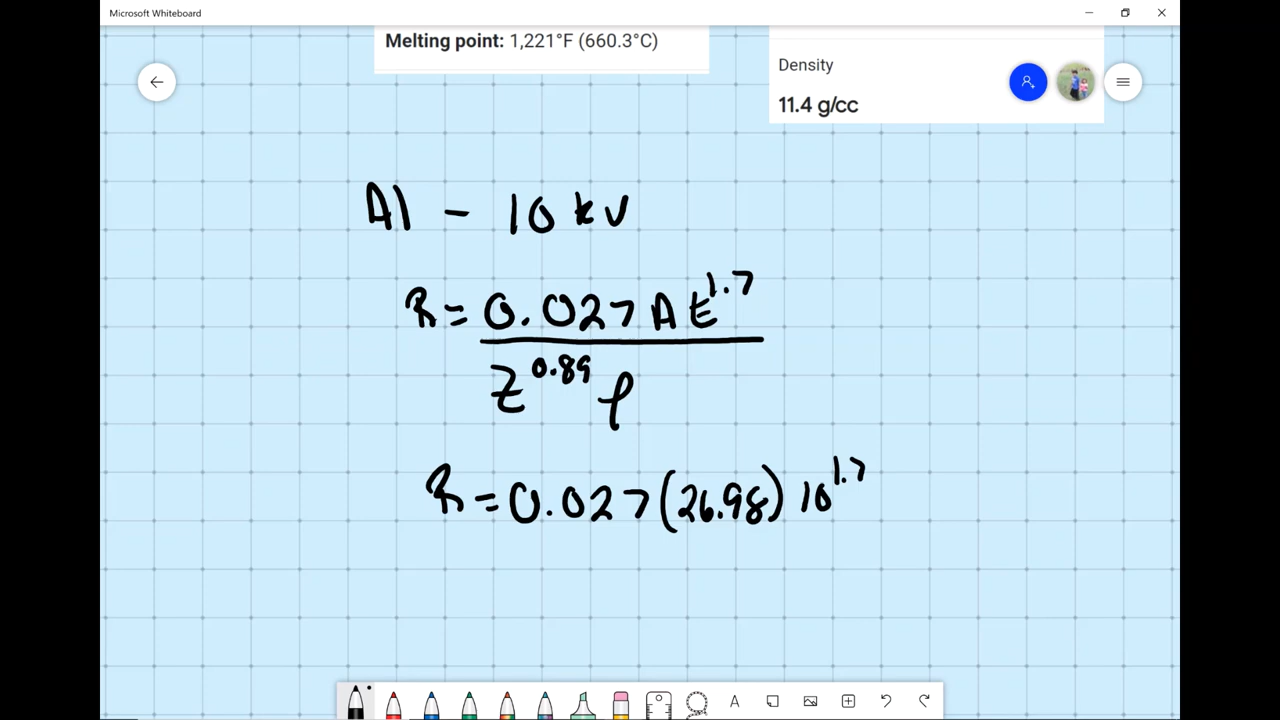 Microsoft Whiteboard
Melting point: 1,221°F (660.3°C)
Density
11.4 g/cc
Al - 10 kv
R = 0.027 A E^1.7
Z^0.89 ρ
R = 0.027 (26.98) 10^1.7
A